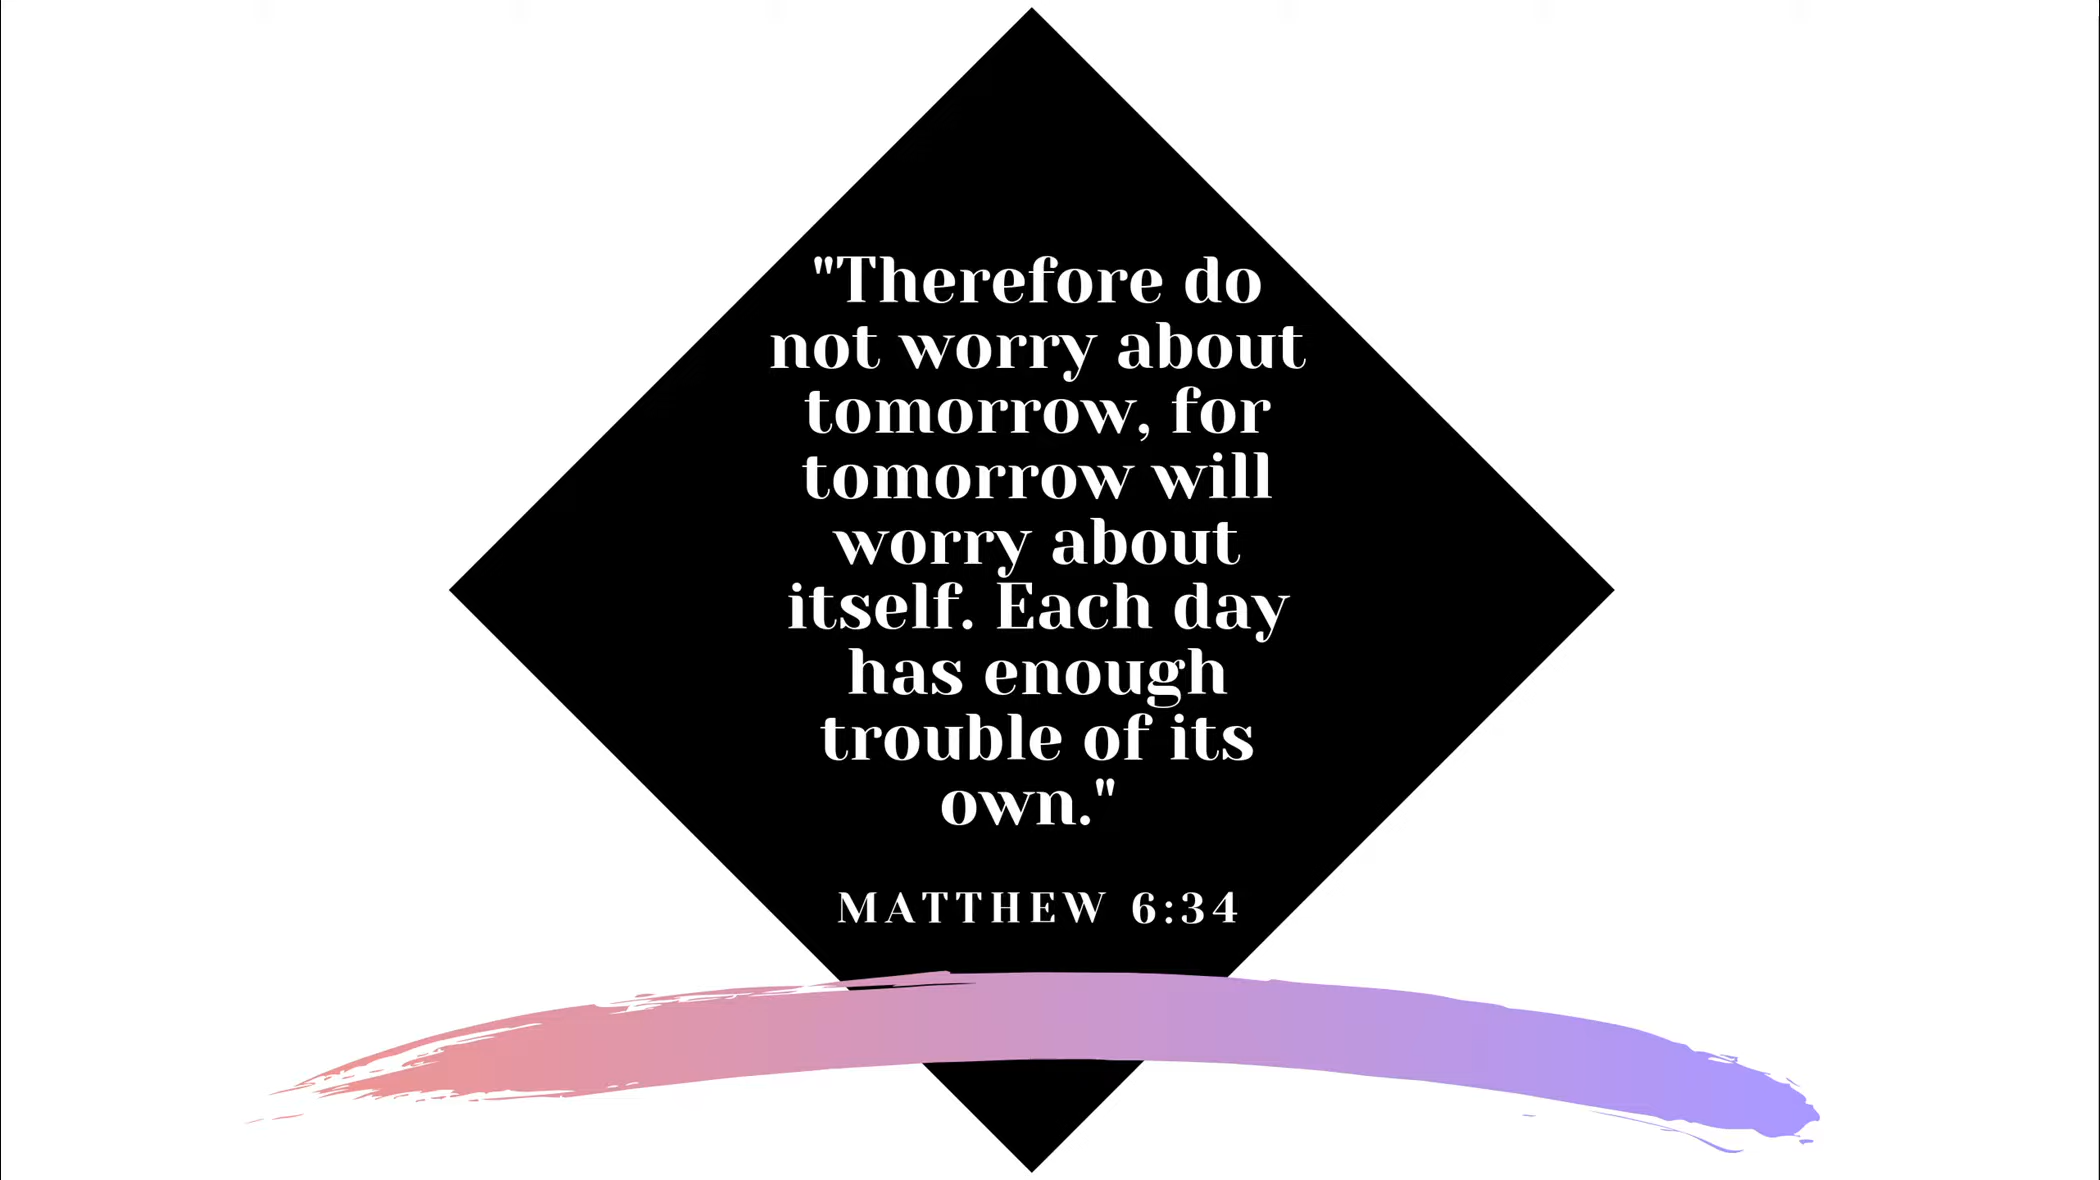 "Therefore do
not worry about
tomorrow, for
tomorrow will
worry about
itself. Each day
has enough
trouble of its
own."
MATTHEW 6:34